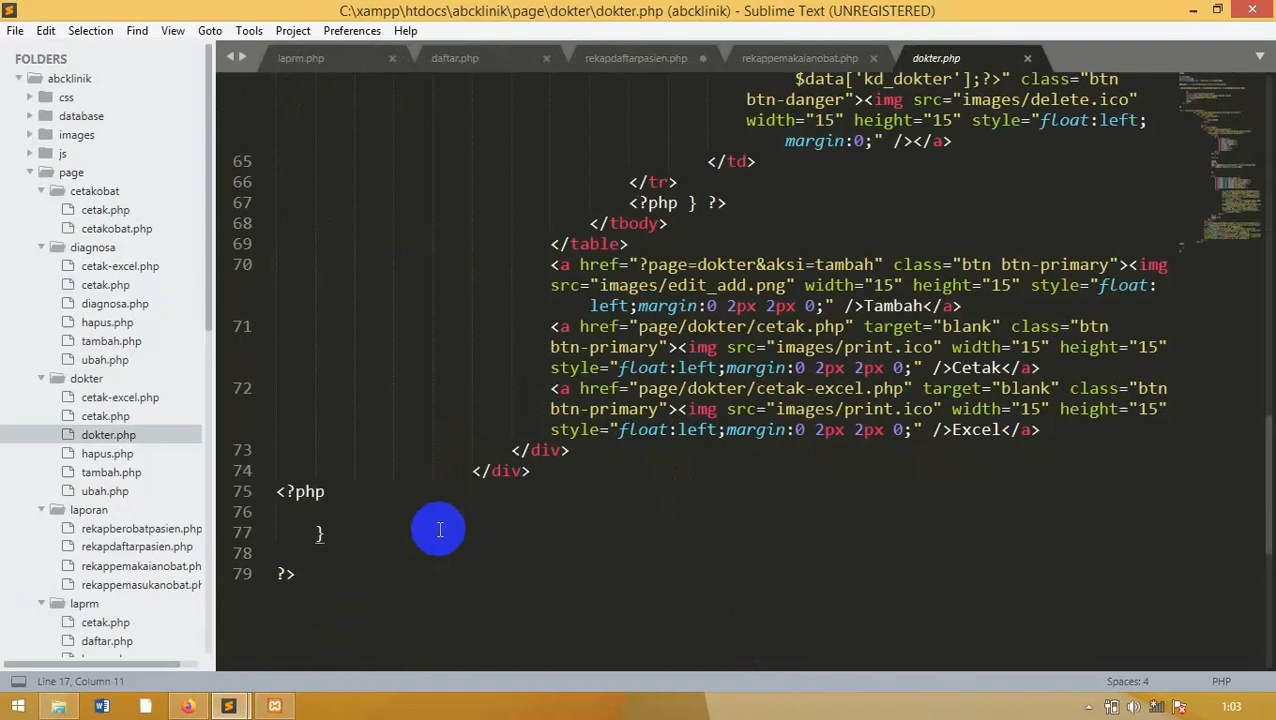 C:\xampp\htdocs\abcklinik\page\dokter\dokter.php (abcklinik) - Sublime Text (UNREGISTERED)
File Edit Selection Find View Goto Tools Project Preferences Help
FOLDERS
abcklinik
css
database
images
js
page
cetakobat
cetak.php
cetakobat.php
diagnosa
cetak-excel.php
cetak.php
diagnosa.php
hapus.php
tambah.php
ubah.php
dokter
cetak-excel.php
cetak.php
dokter.php
hapus.php
tambah.php
ubah.php
laporan
rekapberobatpasien.php
rekapdaftarpasien.php
rekappemakaianobat.ph
rekappemasukanobat.ph
laprm
cetak.php
daftar.php
laprm.php daftar.php rekapdaftarpasien.php rekappemakaianobat.php dokter.php
$data['kd_dokter'];?>" class="btn
btn-danger"><img src="images/delete.ico"
width="15" height="15" style="float:left;
margin:0;" /></a>
65 </td>
66 </tr>
67 <?php } ?>
68 </tbody>
69 </table>
70 <a href="?page=dokter&aksi=tambah" class="btn btn-primary"><img
src="images/edit_add.png" width="15" height="15" style="float:
left;margin:0 2px 2px 0;" />Tambah</a>
71 <a href="page/dokter/cetak.php" target="blank" class="btn
btn-primary"><img src="images/print.ico" width="15" height="15"
style="float:left;margin:0 2px 2px 0;" />Cetak</a>
72 <a href="page/dokter/cetak-excel.php" target="blank" class="btn
btn-primary"><img src="images/print.ico" width="15" height="15"
style="float:left;margin:0 2px 2px 0;" />Excel</a>
73 </div>
74 </div>
75 <?php
76
77 }
78
79 ?>
Line 17, Column 11 Spaces: 4 PHP
1:03